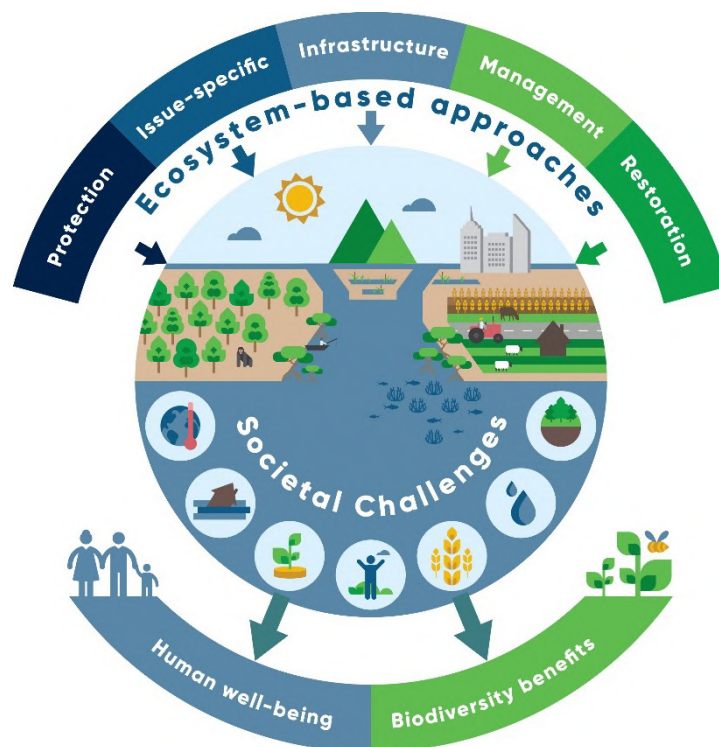 Protection
Issue-specific
Infrastructure
Management
Restoration
Ecosystem-based approaches
Societal Challenges
Human well-being
Biodiversity benefits